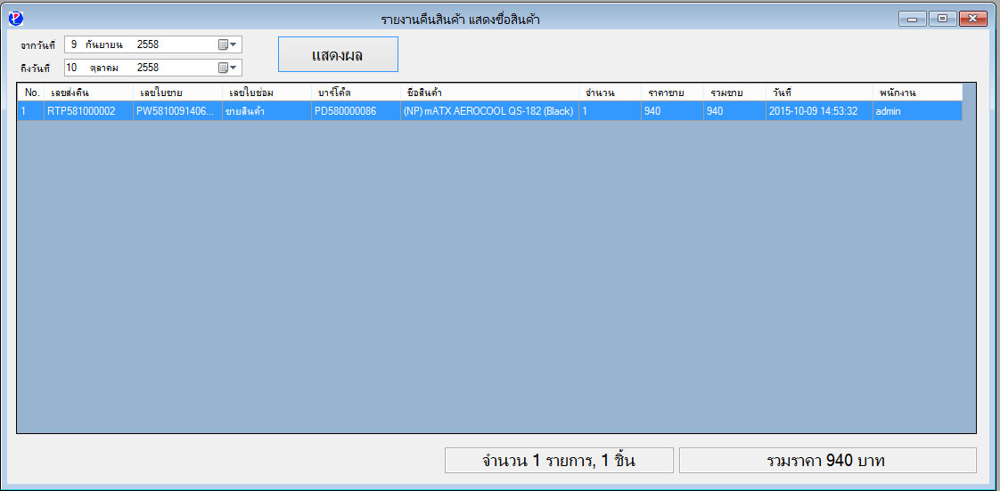 รายงานคืนสินค้า แสดงชื่อสินค้า
จากวันที่ 9 กันยายน 2558
แสดงผล
ถึงวันที่ 10 ตุลาคม 2558
No. เลขส่งคืน เลขใบขาย เลขใบซ่อม บาร์โค้ด ชื่อสินค้า จำนวน ราคาขาย รวมขาย วันที่ พนักงาน
1 RTP581000002 PW5810091406... ขายสินค้า PD580000086 (NP) mATX AEROCOOL QS-182 (Black) 1 940 940 2015-10-09 14:53:32 admin
จำนวน 1 รายการ, 1 ชิ้น รวมราคา 940 บาท